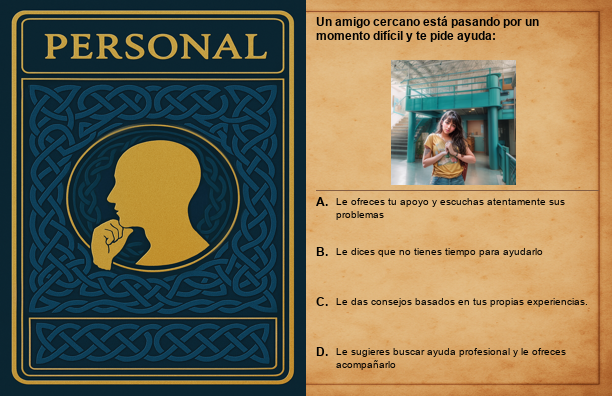 PERSONAL
Un amigo cercano está pasando por un
momento difícil y te pide ayuda:
A. Le ofreces tu apoyo y escuchas atentamente sus
problemas
B. Le dices que no tienes tiempo para ayudarlo
C. Le das consejos basados en tus propias experiencias.
D. Le sugieres buscar ayuda profesional y le ofreces
acompañarlo